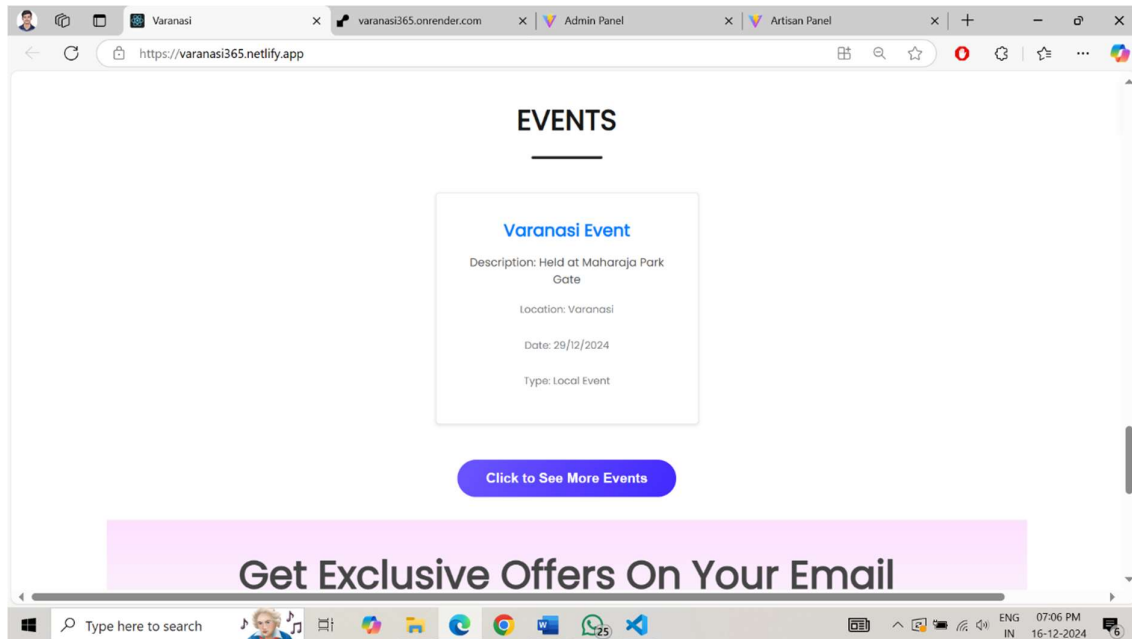 Varanasi
varanasi365.onrender.com
Admin Panel
Artisan Panel
https://varanasi365.netlify.app
EVENTS
Varanasi Event
Description: Held at Maharaja Park
Gate
Location: Varanasi
Date: 29/12/2024
Type: Local Event
Click to See More Events
Get Exclusive Offers On Your Email
Type here to search
25
ENG
IN
07:06 PM
16-12-2024
6